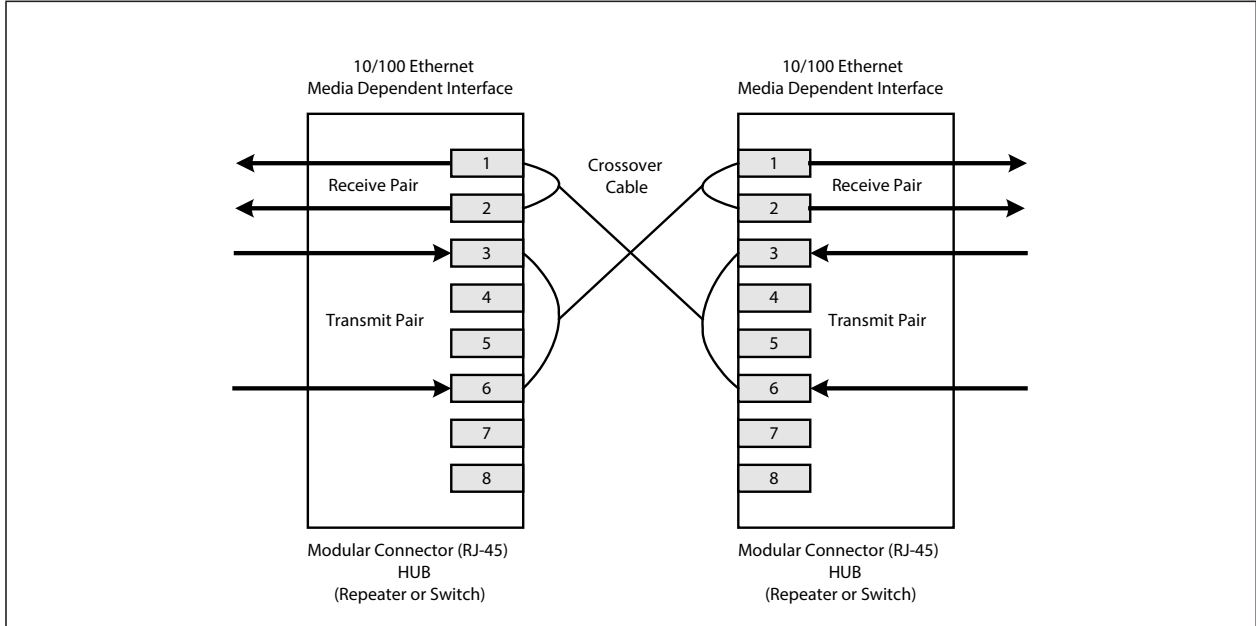 10/100 Ethernet
Media Dependent Interface
1
Receive Pair
2
3
4
Transmit Pair
5
6
7
8
Modular Connector (RJ-45)
HUB
(Repeater or Switch)
Crossover
Cable
10/100 Ethernet
Media Dependent Interface
1
Receive Pair
2
3
4
Transmit Pair
5
6
7
8
Modular Connector (RJ-45)
HUB
(Repeater or Switch)